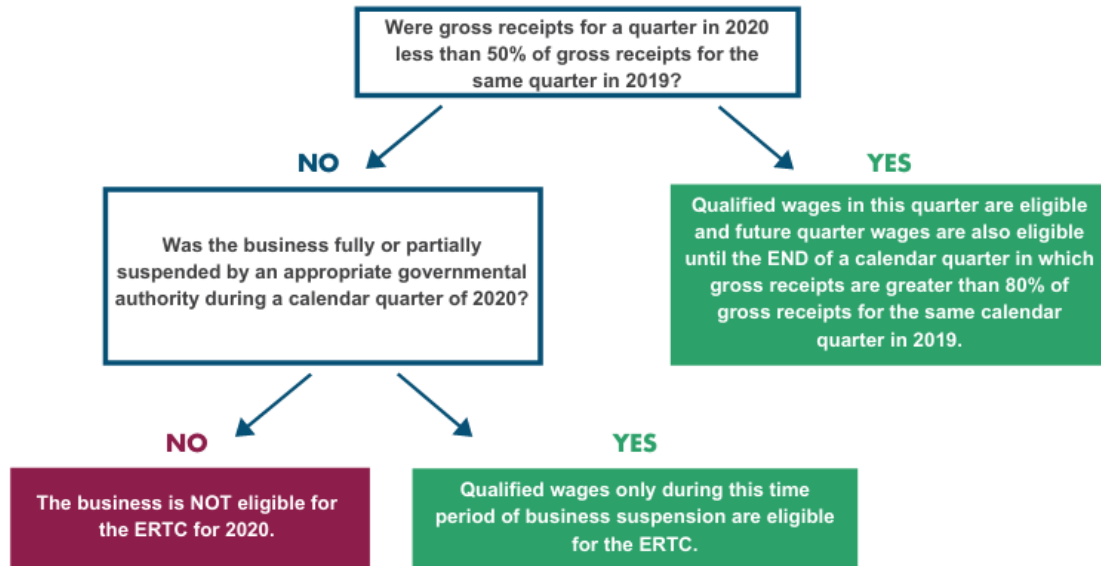 Were gross receipts for a quarter in 2020
less than 50% of gross receipts for the
same quarter in 2019?
NO
YES
Was the business fully or partially
suspended by an appropriate governmental
authority during a calendar quarter of 2020?
Qualified wages in this quarter are eligible
and future quarter wages are also eligible
until the END of a calendar quarter in which
gross receipts are greater than 80% of
gross receipts for the same calendar
quarter in 2019.
NO
YES
The business is NOT eligible for
the ERTC for 2020.
Qualified wages only during this time
period of business suspension are eligible
for the ERTC.